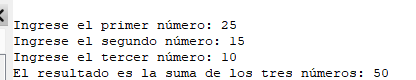 Ingrese el primer número: 25
Ingrese el segundo número: 15
Ingrese el tercer número: 10
El resultado es la suma de los tres números: 50